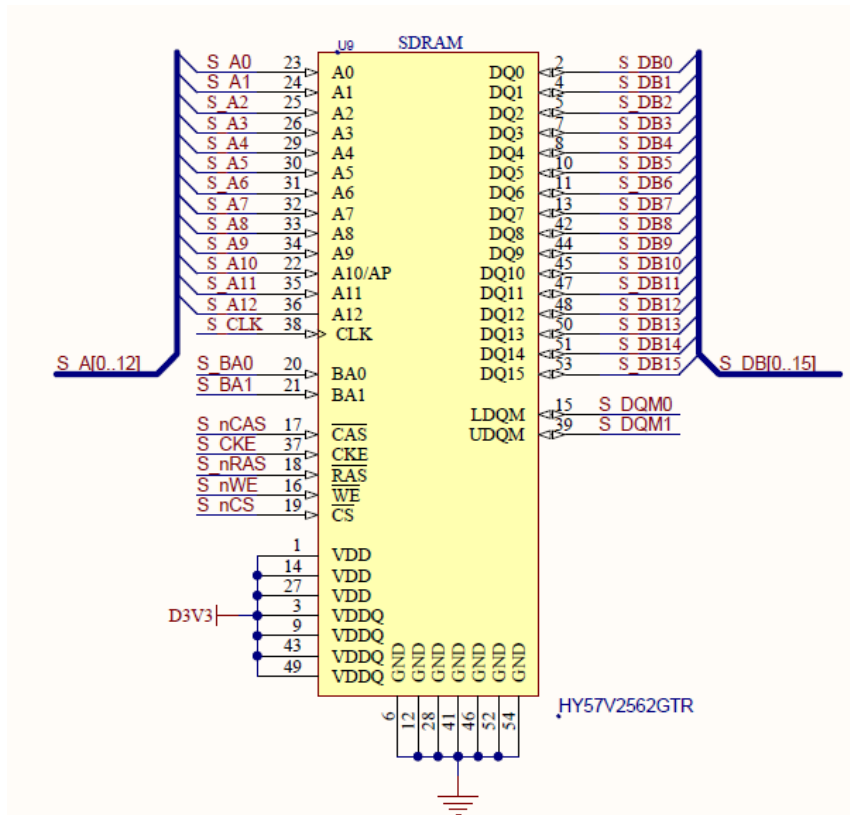 U9 SDRAM
S_A0 23 A0 DQ0 2 S_DB0
S_A1 24 A1 DQ1 4 S_DB1
S_A2 25 A2 DQ2 5 S_DB2
S_A3 26 A3 DQ3 7 S_DB3
S_A4 29 A4 DQ4 8 S_DB4
S_A5 30 A5 DQ5 10 S_DB5
S_A6 31 A6 DQ6 11 S_DB6
S_A7 32 A7 DQ7 13 S_DB7
S_A8 33 A8 DQ8 42 S_DB8
S_A9 34 A9 DQ9 44 S_DB9
S_A10 22 A10/AP DQ10 45 S_DB10
S_A11 35 A11 DQ11 47 S_DB11
S_A12 36 A12 DQ12 48 S_DB12
S_CLK 38 CLK DQ13 50 S_DB13
DQ14 51 S_DB14
S_A[0..12] S_BA0 20 BA0 DQ15 53 S_DB15 S_DB[0..15]
S_BA1 21 BA1
LDQM 15 S_DQM0
S_nCAS 17 CAS UDQM 39 S_DQM1
S_CKE 37 CKE
S_nRAS 18 RAS
S_nWE 16 WE
S_nCS 19 CS
1 VDD
14 VDD
27 VDD
D3V3 3 VDDQ
9 VDDQ
43 VDDQ
49 VDDQ
GND GND GND GND GND GND GND
6 12 28 41 46 52 54
HY57V2562GTR